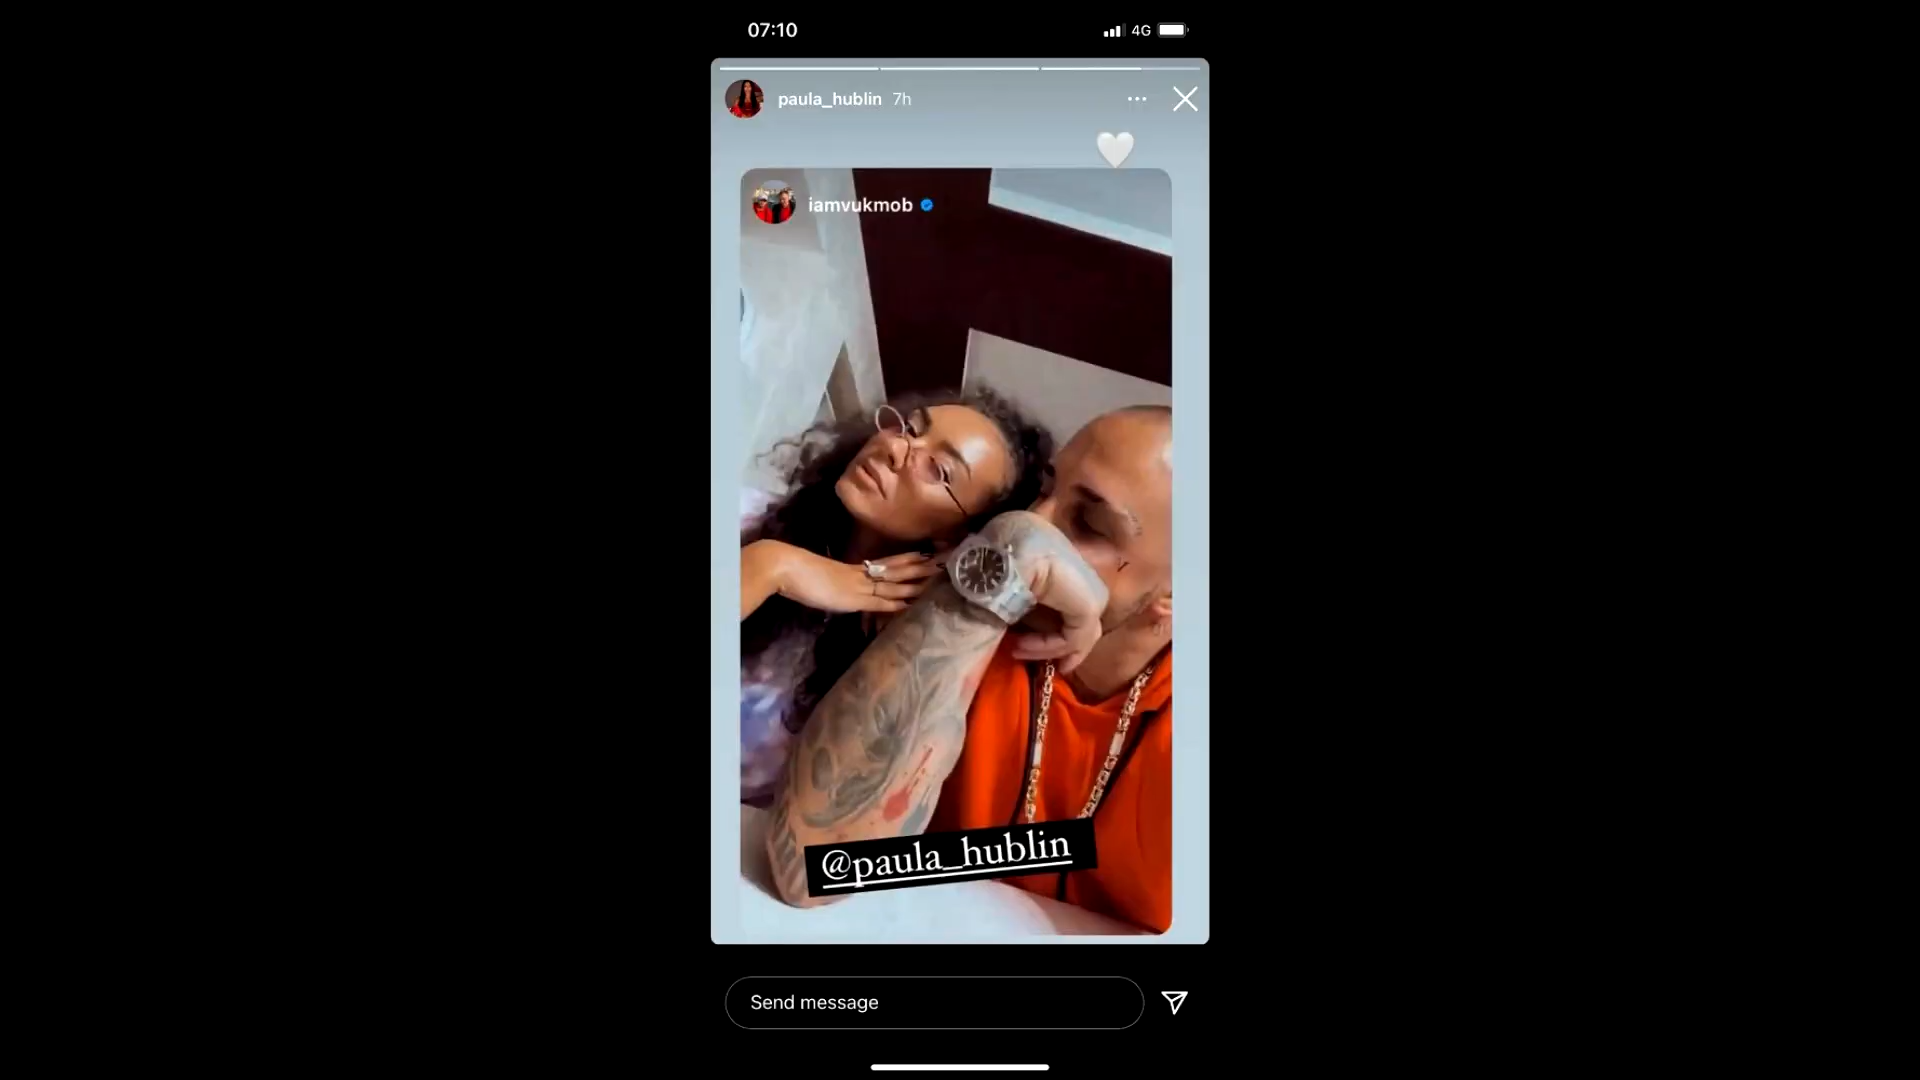 07:10
4G
paula_hublin 7h
iamvukmob
@paula_hublin
Send message